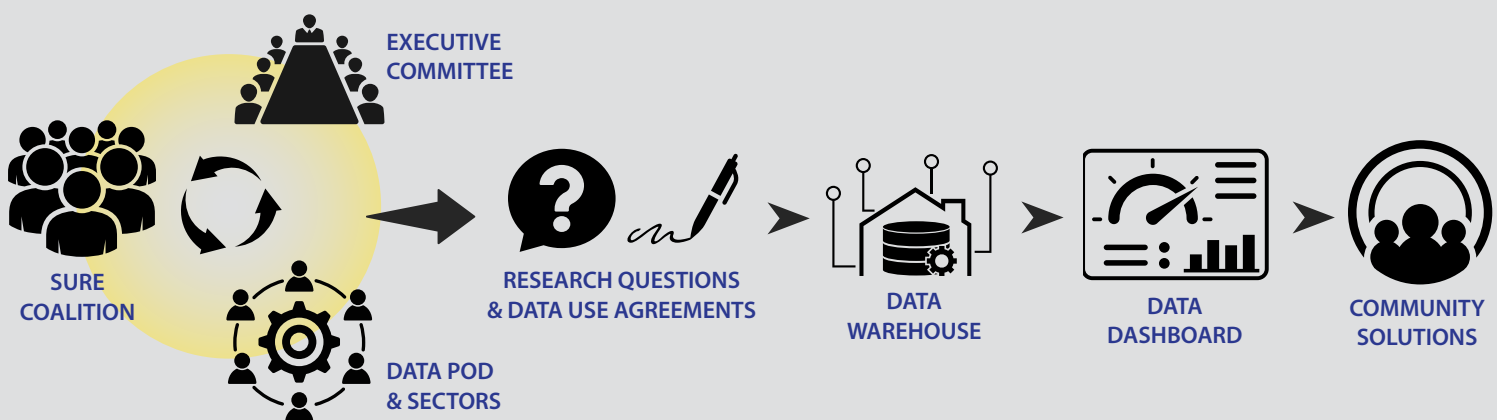 EXECUTIVE
COMMITTEE
SURE
COALITION
DATA POD
& SECTORS
RESEARCH QUESTIONS
& DATA USE AGREEMENTS
DATA
WAREHOUSE
DATA
DASHBOARD
COMMUNITY
SOLUTIONS